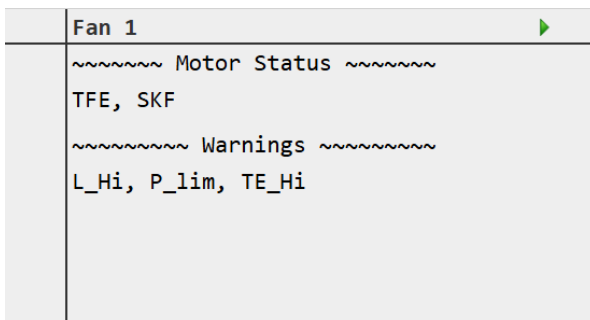 Fan 1
~~~~~~~ Motor Status ~~~~~~~
TFE, SKF
~~~~~~~~~ Warnings ~~~~~~~~~
L_Hi, P_lim, TE_Hi